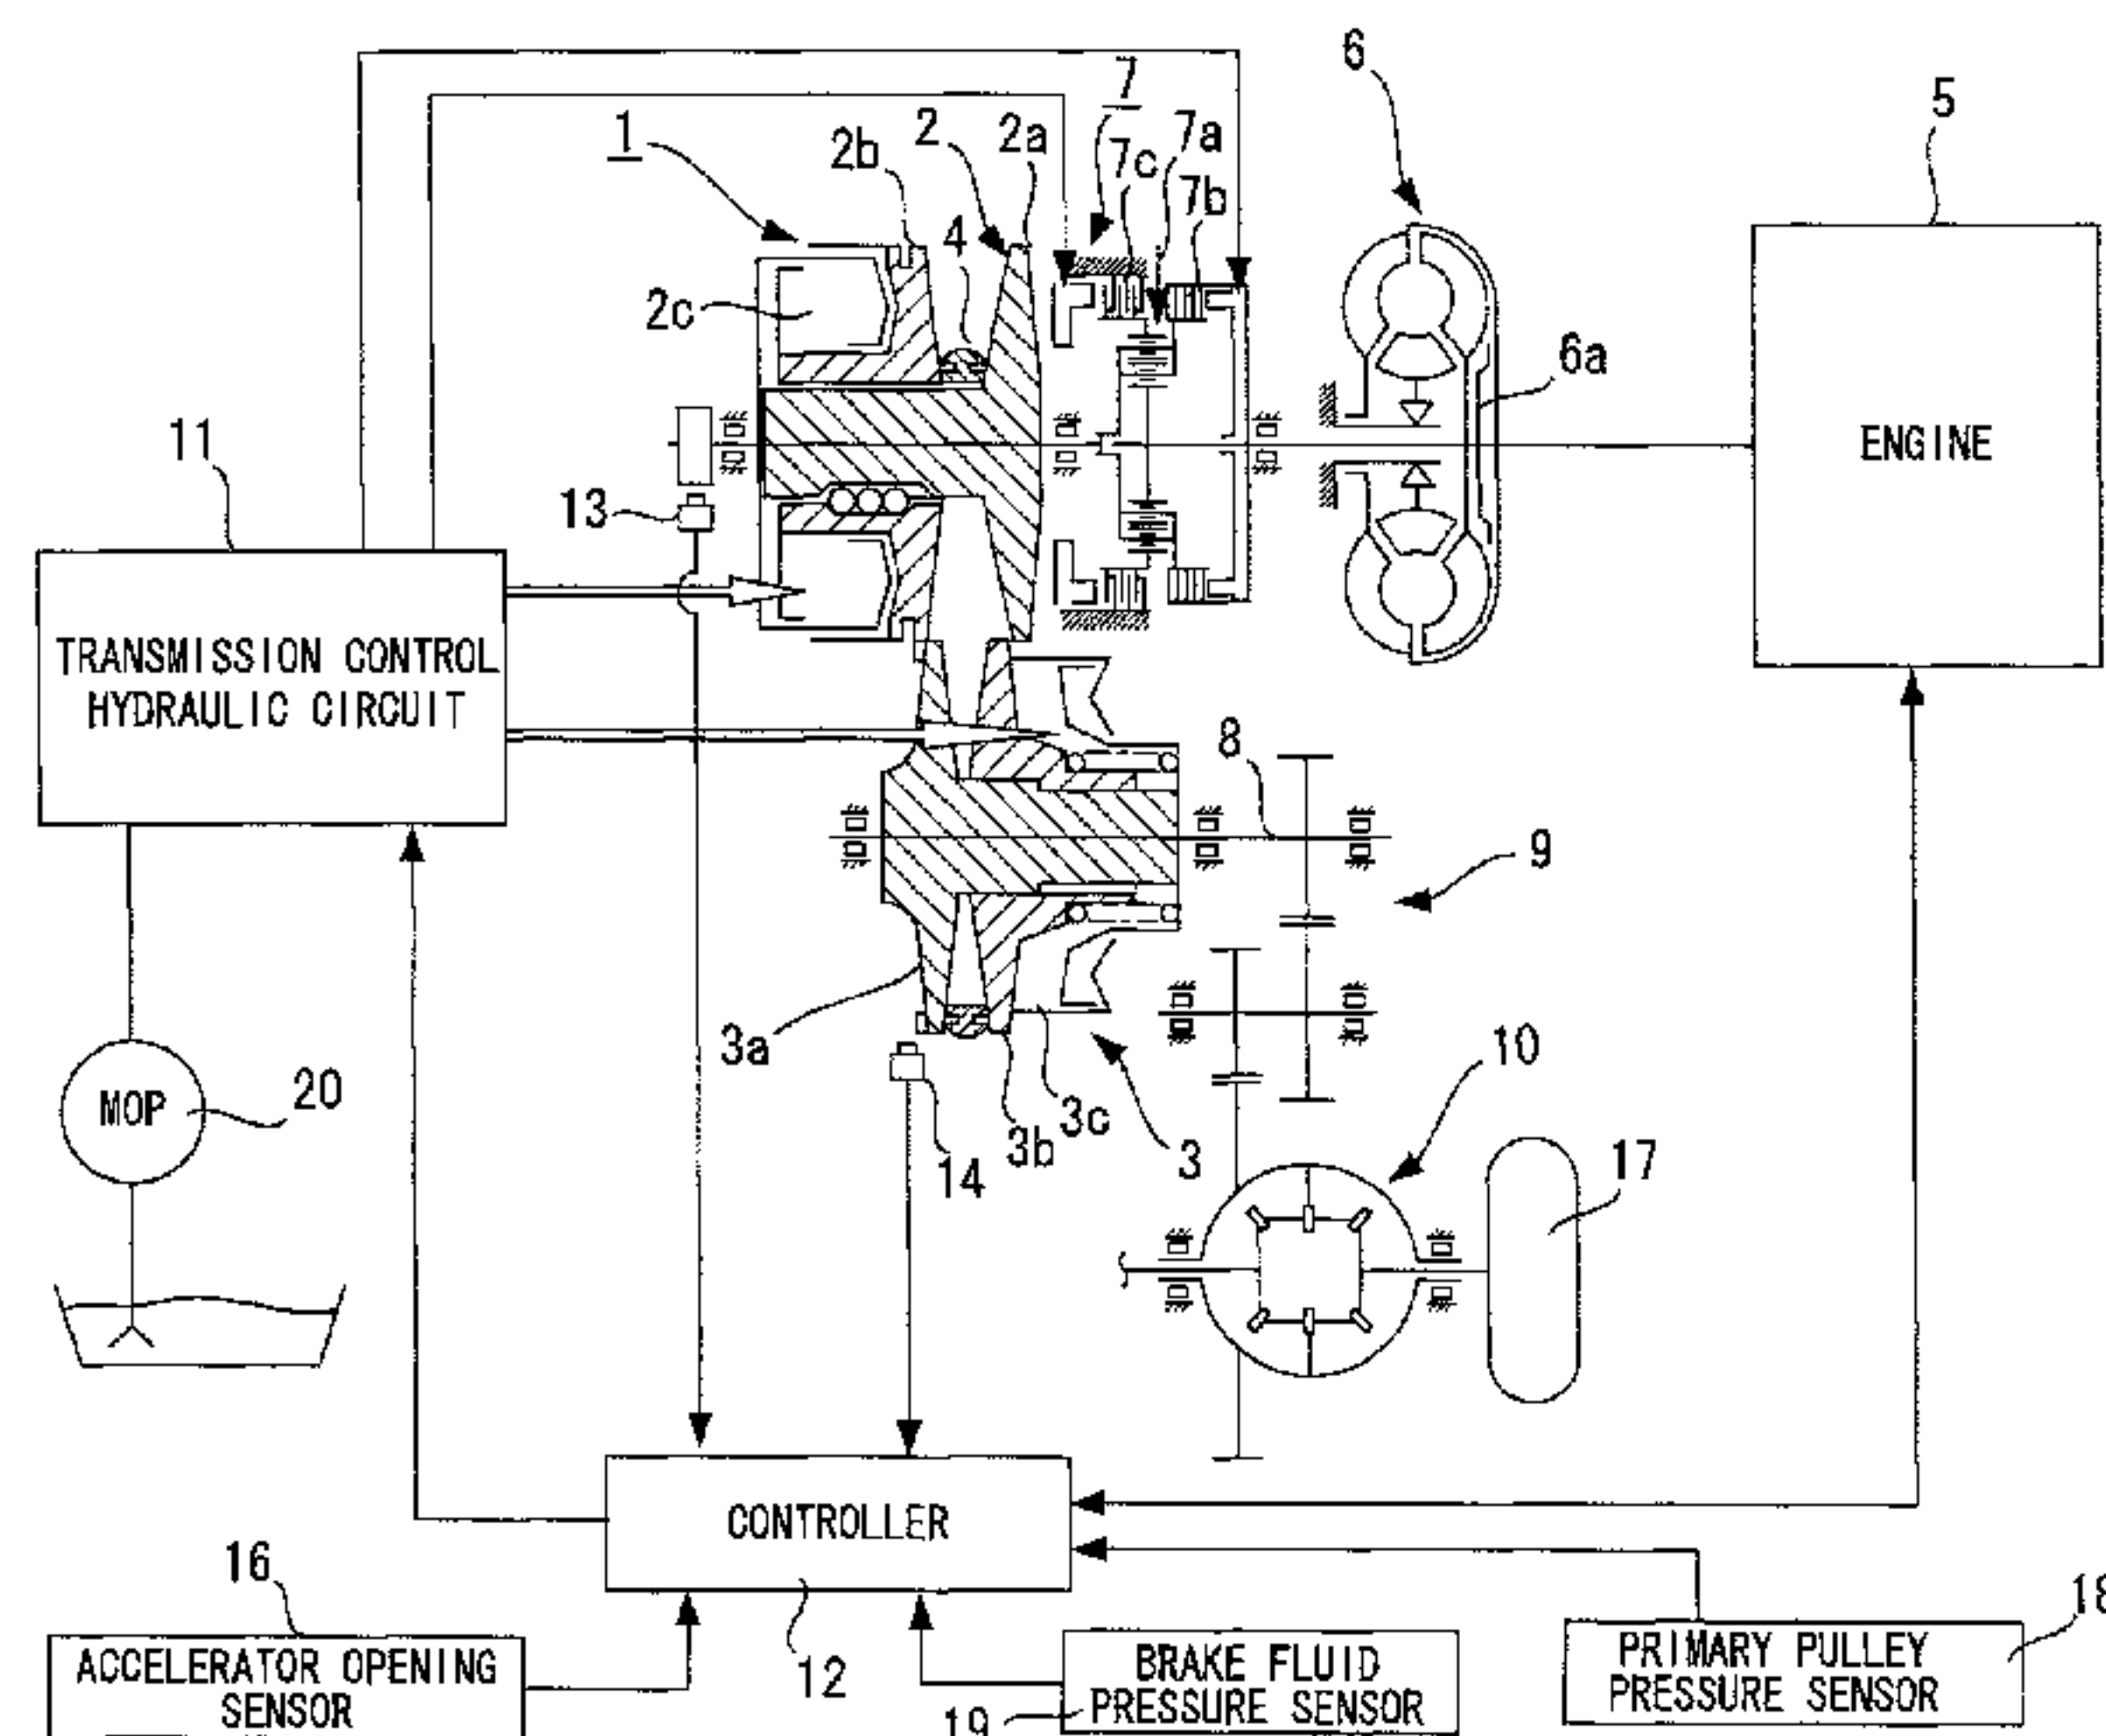 6
7
5
1
2b
2
2a
7c
7a
7b
4
2c
6a
11
ENGINE
13
TRANSMISSION CONTROL
HYDRAULIC CIRCUIT
8
9
3a
10
MOP
20
3c
3b
14
3
17
CONTROLLER
16
18
12
ACCELERATOR OPENING
SENSOR
BRAKE FLUID
PRESSURE SENSOR
19
PRIMARY PULLEY
PRESSURE SENSOR